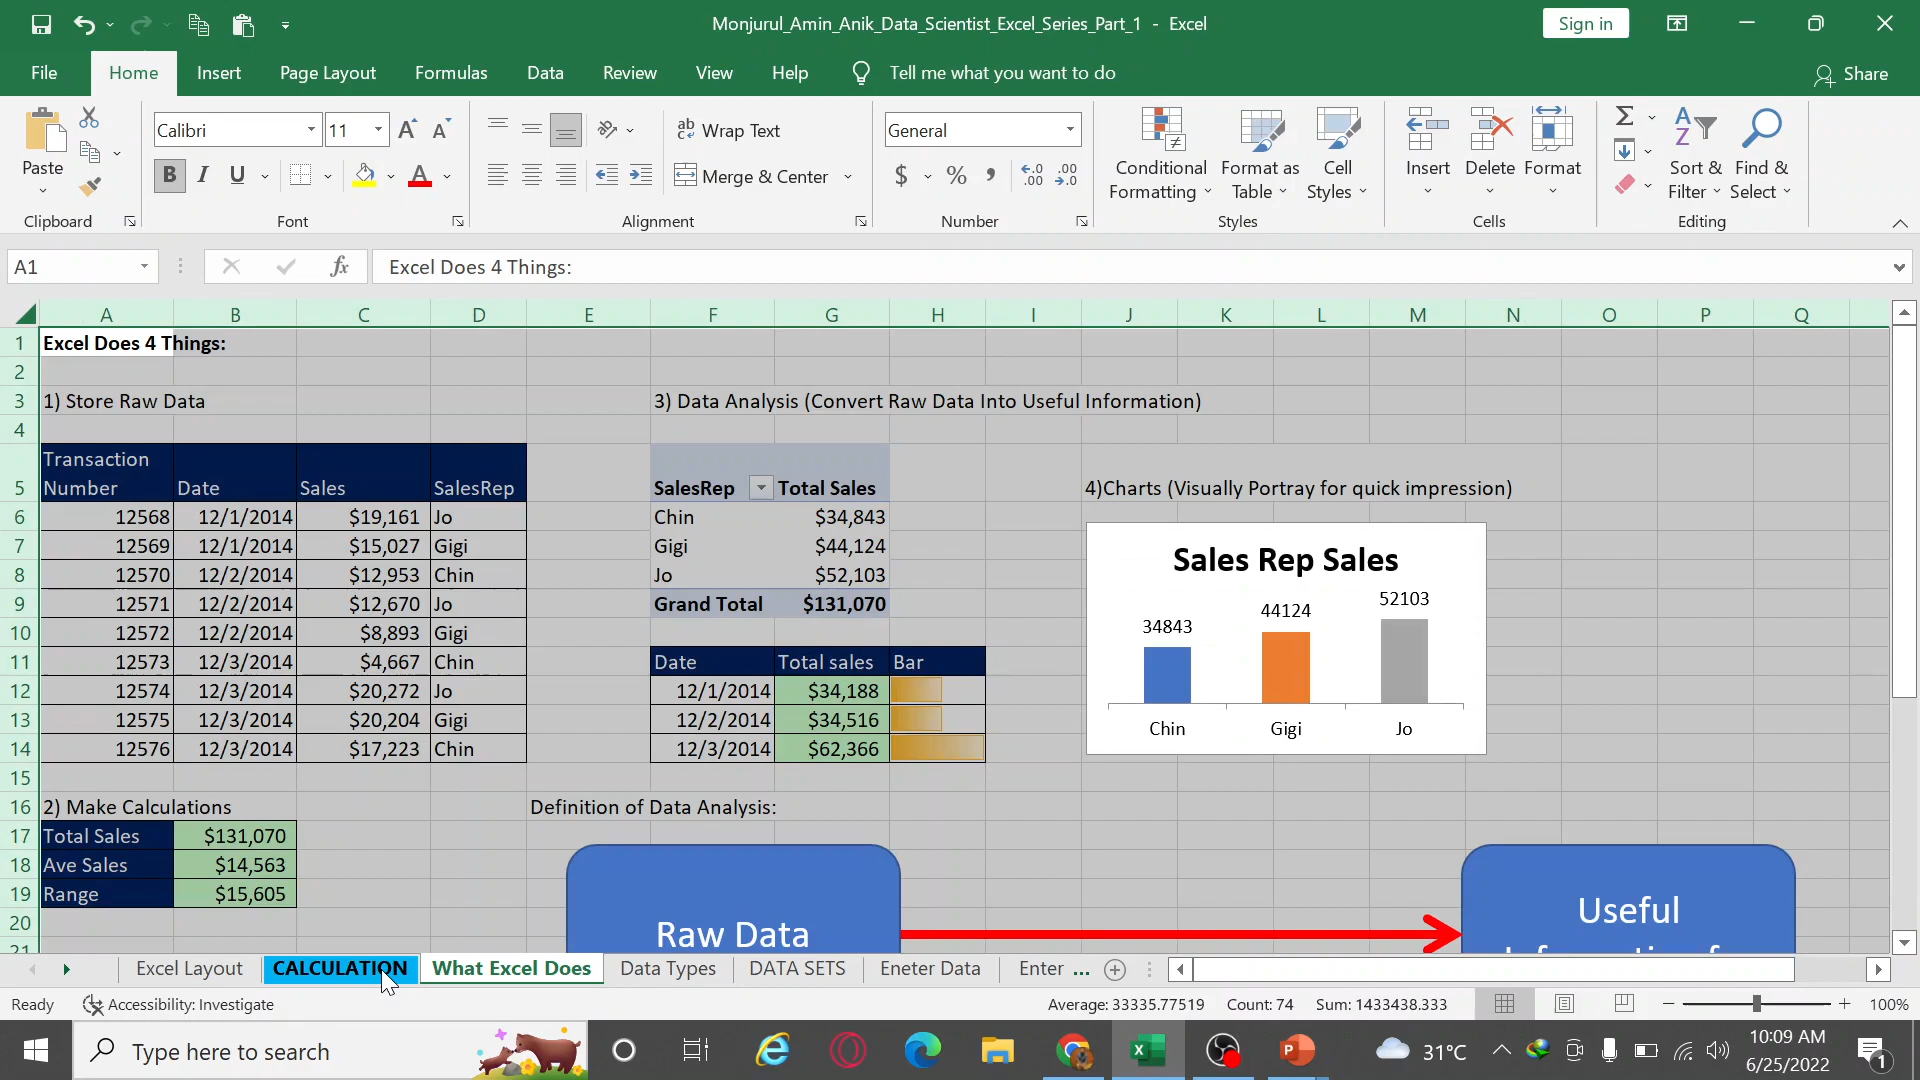 Monjurul_Amin_Anik_Data_Scientist_Excel_Series_Part_1 - Excel
Sign in
File Home Insert Page Layout Formulas Data Review View Help Tell me what you want to do Share
Calibri 11 Wrap Text General
Paste B I U A Merge & Center $ % Conditional Formatting Format as Table Cell Styles Insert Delete Format Sort & Filter Find & Select
Clipboard Font Alignment Number Styles Cells Editing
A1 fx Excel Does 4 Things:
A B C D E F G H I J K L M N O P Q
1 Excel Does 4 Things:
2
3 1) Store Raw Data 3) Data Analysis (Convert Raw Data Into Useful Information)
4
5 Transaction Number Date Sales SalesRep SalesRep Total Sales 4)Charts (Visually Portray for quick impression)
6 12568 12/1/2014 $19,161 Jo Chin $34,843
7 12569 12/1/2014 $15,027 Gigi Gigi $44,124
8 12570 12/2/2014 $12,953 Chin Jo $52,103
9 12571 12/2/2014 $12,670 Jo Grand Total $131,070
10 12572 12/2/2014 $8,893 Gigi
11 12573 12/3/2014 $4,667 Chin Date Total sales Bar
12 12574 12/3/2014 $20,272 Jo 12/1/2014 $34,188
13 12575 12/3/2014 $20,204 Gigi 12/2/2014 $34,516
14 12576 12/3/2014 $17,223 Chin 12/3/2014 $62,366
Sales Rep Sales
34843 44124 52103
Chin Gigi Jo
15
16 2) Make Calculations Definition of Data Analysis:
17 Total Sales $131,070
18 Ave Sales $14,563
19 Range $15,605
20
21
Raw Data
Useful
Excel Layout CALCULATION What Excel Does Data Types DATA SETS Eneter Data Enter ...
Ready Accessibility: Investigate Average: 33335.77519 Count: 74 Sum: 1433438.333 100%
Type here to search 31°C 10:09 AM
6/25/2022 1